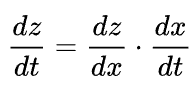 dz/dt = dz/dx · dx/dt